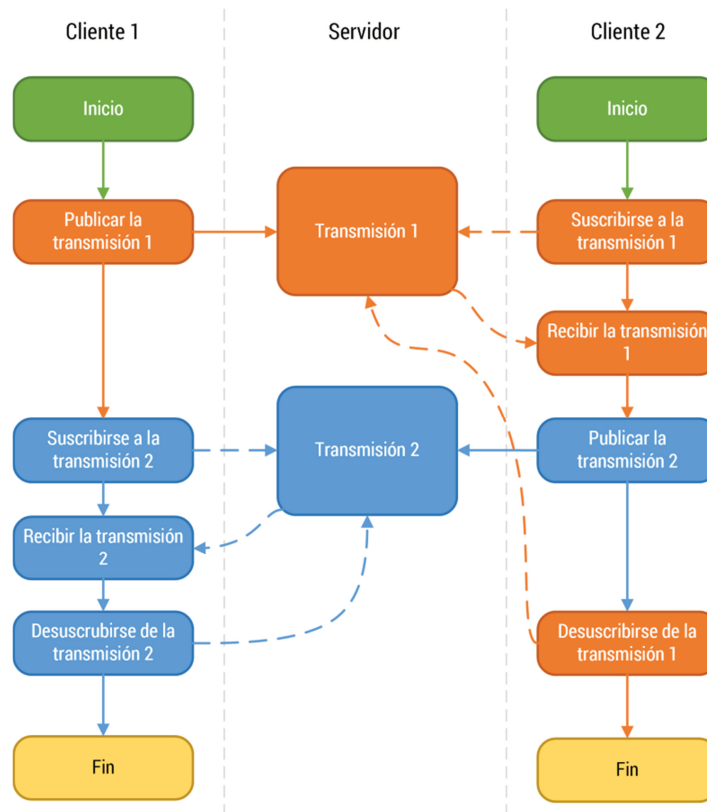 Cliente 1
Servidor
Cliente 2
Inicio
Inicio
Publicar la
transmisión 1
Transmisión 1
Suscribirse a la
transmisión 1
Recibir la transmisión
1
Suscribirse a la
transmisión 2
Transmisión 2
Publicar la
transmisión 2
Recibir la transmisión
2
Desuscrubirse de la
transmisión 2
Desuscribirse de la
transmisión 1
Fin
Fin